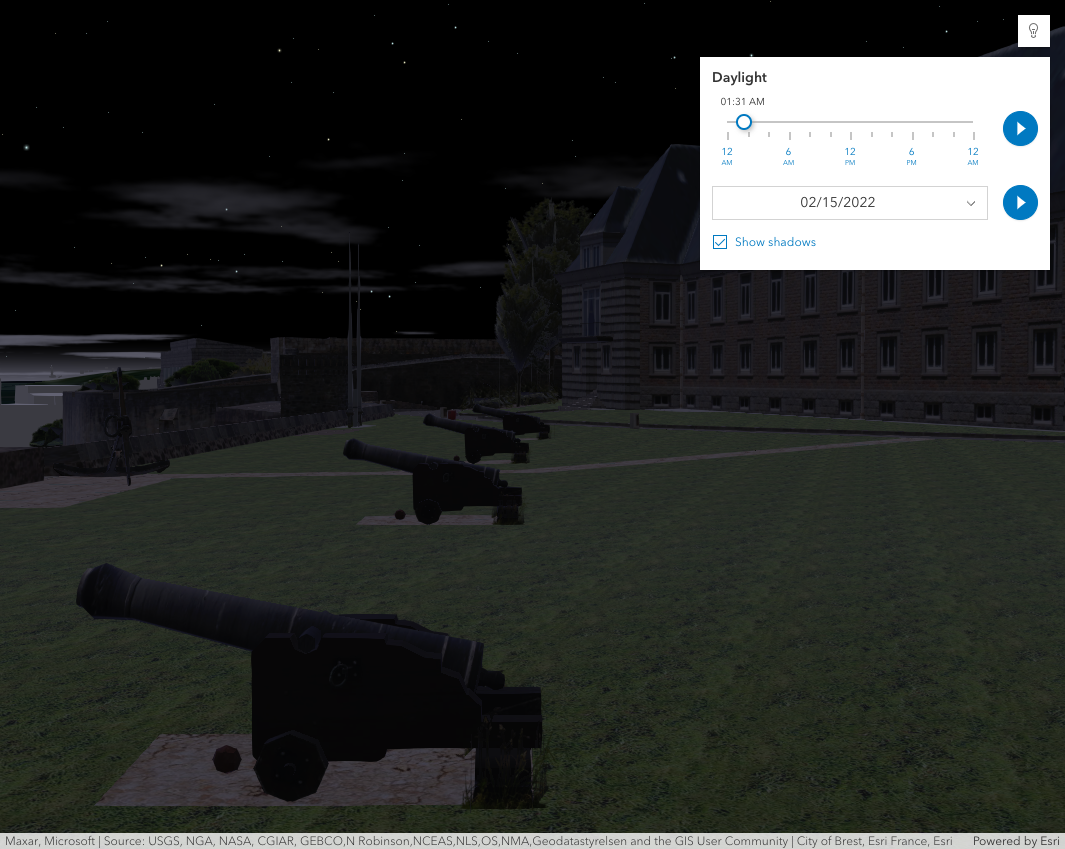 Daylight
01:31 AM
12 6 12 6 12
AM AM PM PM AM
02/15/2022
Show shadows
Maxar, Microsoft | Source: USGS, NGA, NASA, CGIAR, GEBCO,N Robinson,NCEAS,NLS,OS,NMA,Geodatastyrelsen and the GIS User Community | City of Brest, Esri France, Esri Powered by Esri